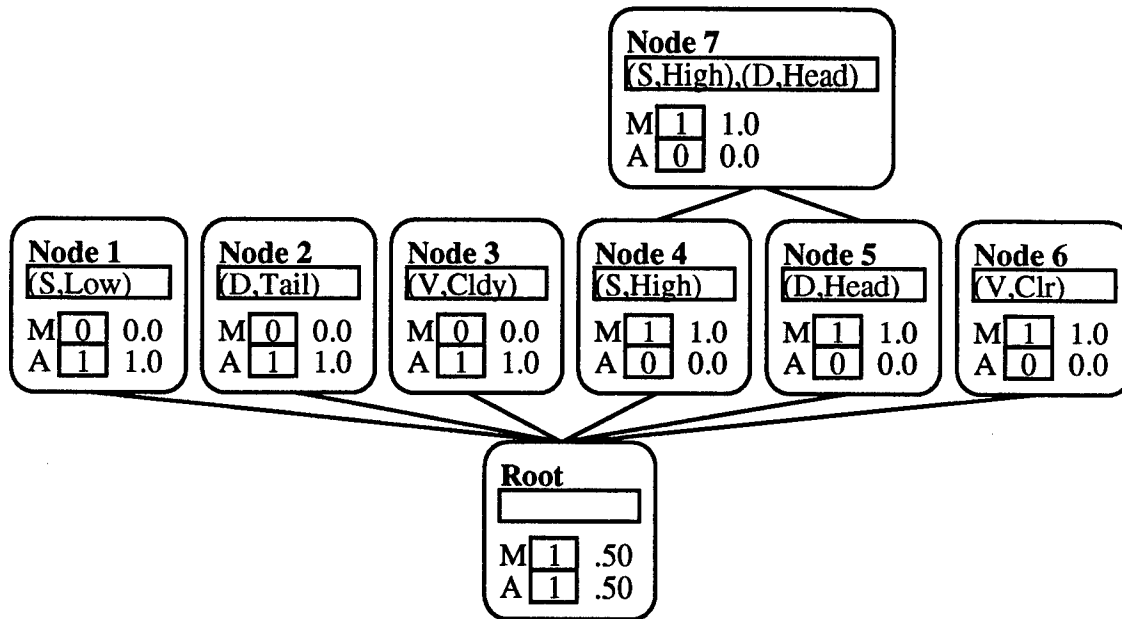 Node 7
(S,High),(D,Head)
M 1 1.0
A 0 0.0
Node 1
(S,Low)
M 0 0.0
A 1 1.0
Node 2
(D,Tail)
M 0 0.0
A 1 1.0
Node 3
(V,Cldy)
M 0 0.0
A 1 1.0
Node 4
(S,High)
M 1 1.0
A 0 0.0
Node 5
(D,Head)
M 1 1.0
A 0 0.0
Node 6
(V,Clr)
M 1 1.0
A 0 0.0
Root
M 1 .50
A 1 .50